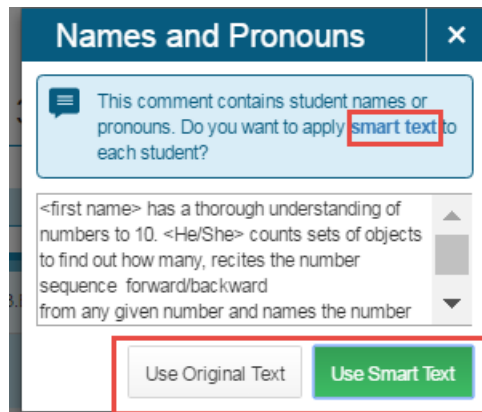 Names and Pronouns ×
This comment contains student names or
pronouns. Do you want to apply smart text to
each student?
<first name> has a thorough understanding of
numbers to 10. <He/She> counts sets of objects
to find out how many, recites the number
sequence forward/backward
from any given number and names the number
Use Original Text Use Smart Text